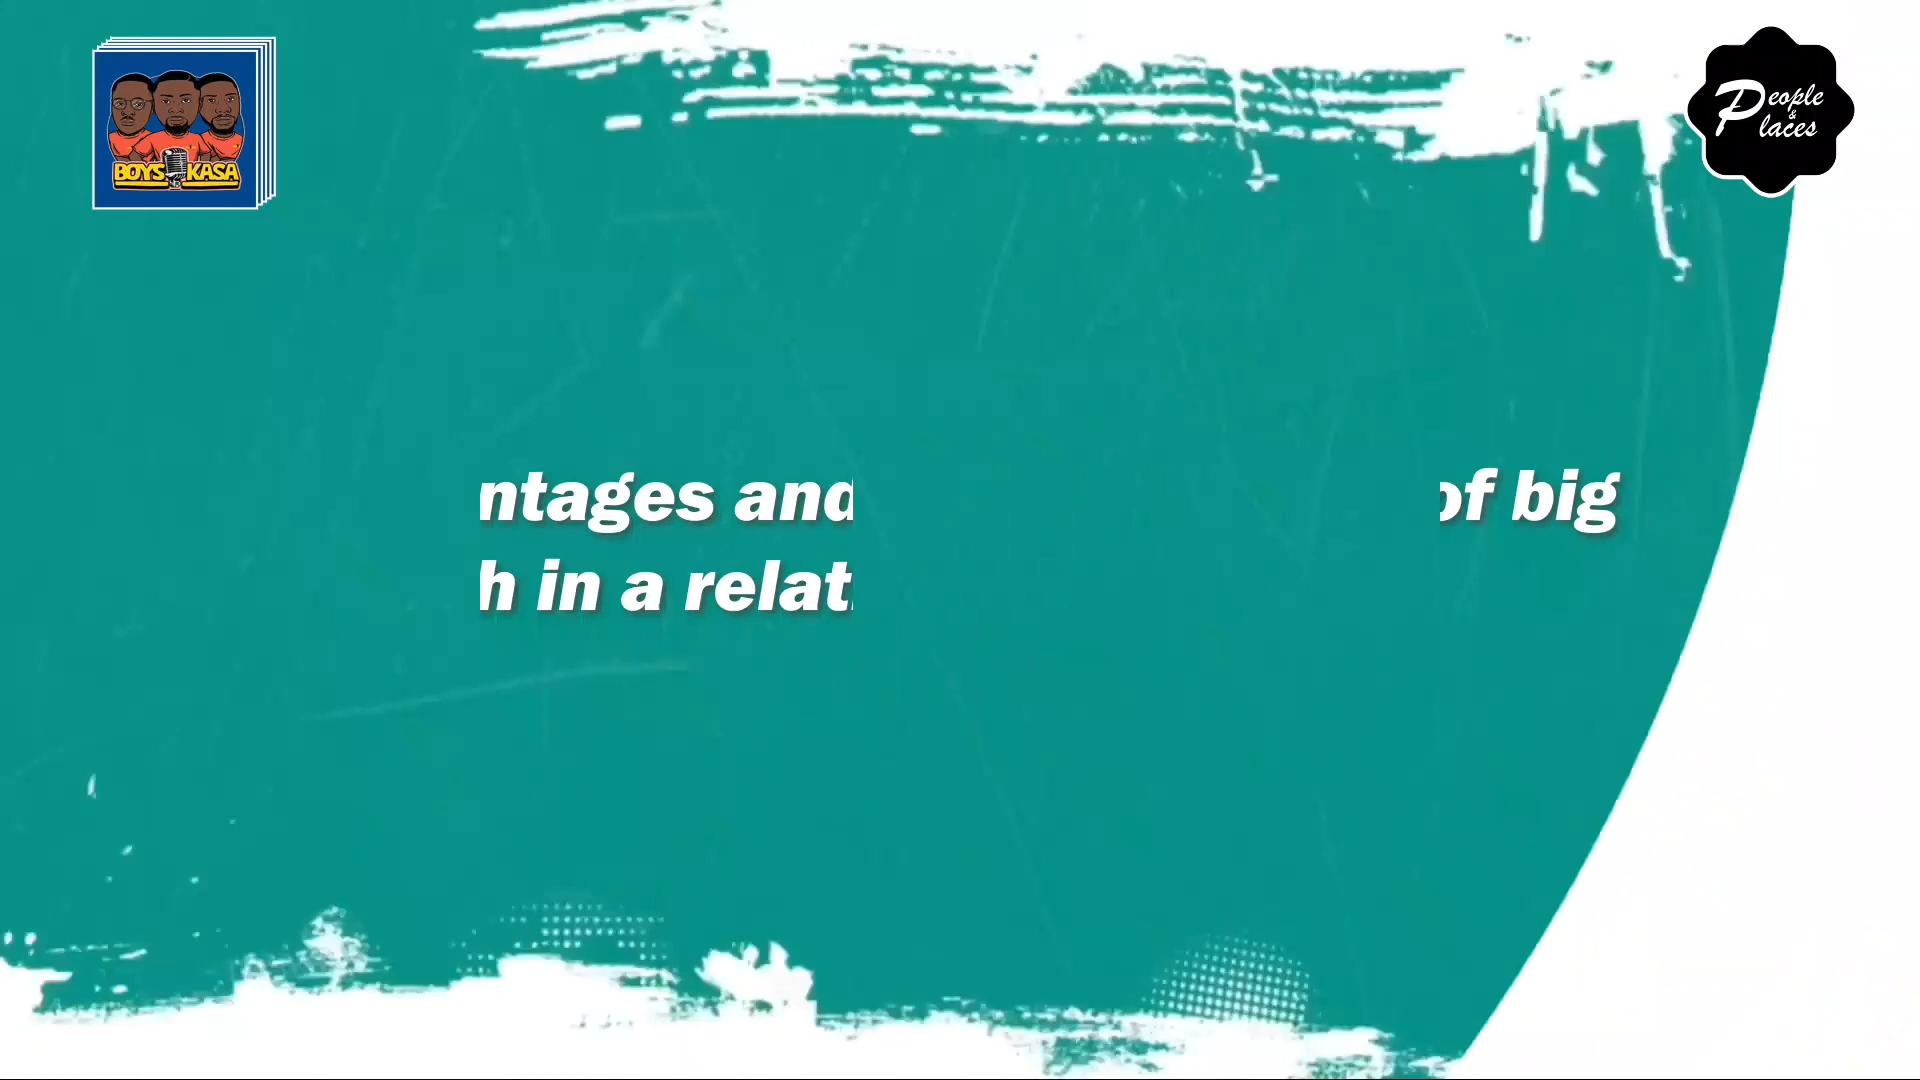 BOYS KASA
People
&
Places
ntages and of big
h in a relat